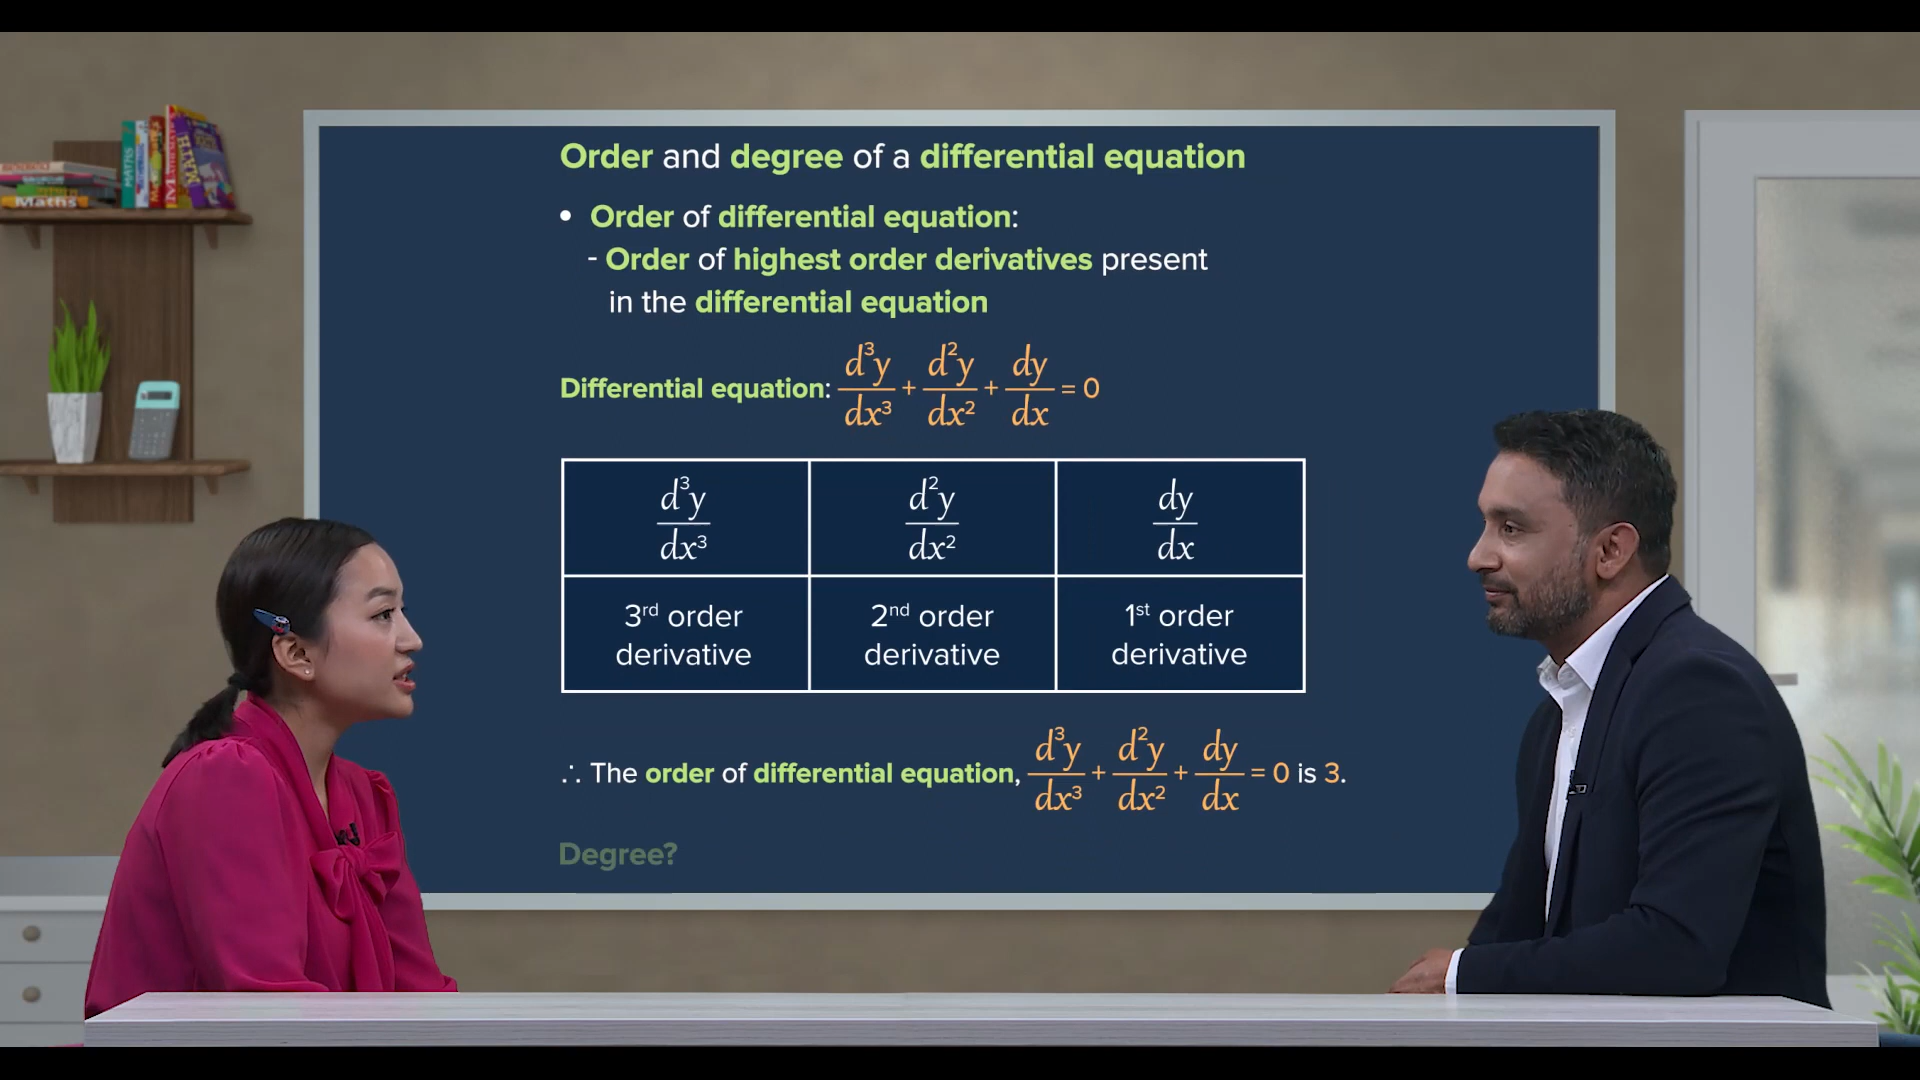 Order and degree of a differential equation
• Order of differential equation:
- Order of highest order derivatives present
in the differential equation
Differential equation: d³y/dx³ + d²y/dx² + dy/dx = 0
d³y/dx³ d²y/dx² dy/dx
3rd order derivative
2nd order derivative
1st order derivative
∴ The order of differential equation, d³y/dx³ + d²y/dx² + dy/dx = 0 is 3.
Degree?
Maths
MATHS
MATH